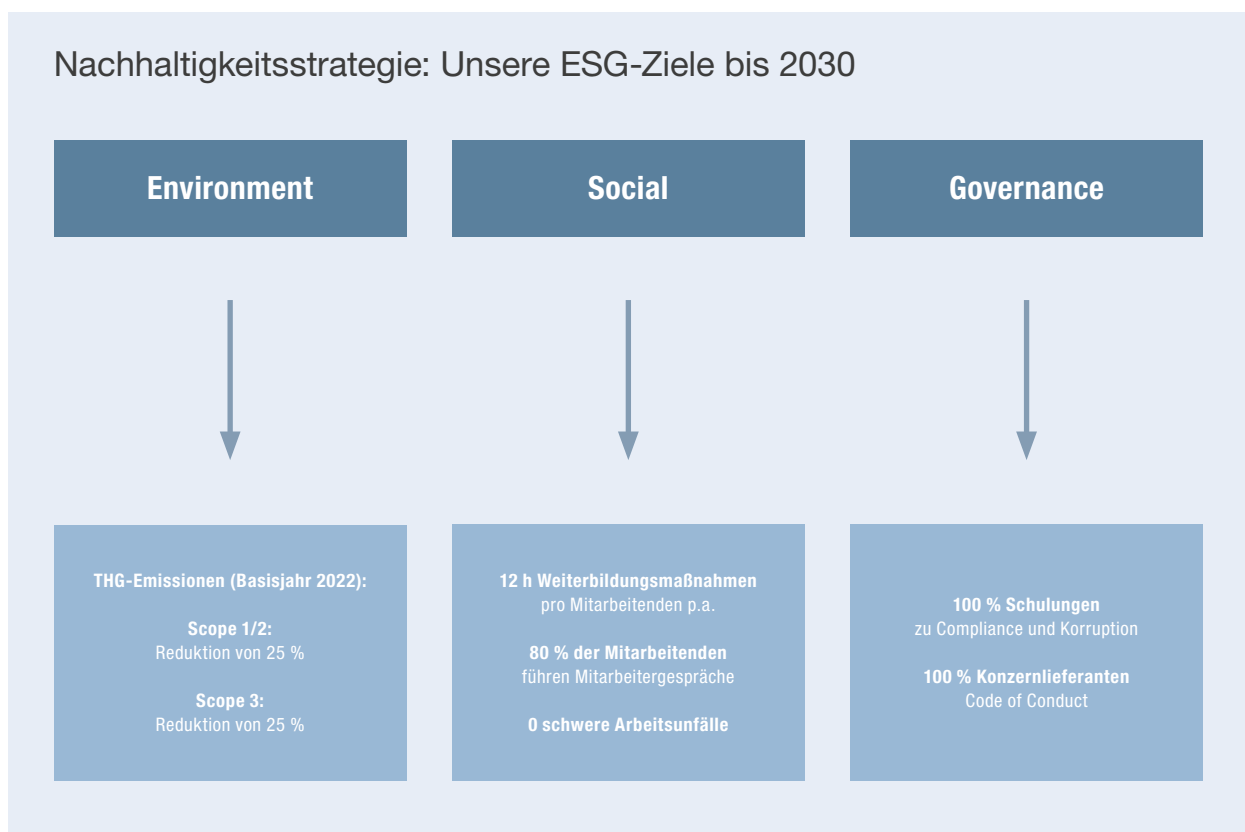 Nachhaltigkeitsstrategie: Unsere ESG-Ziele bis 2030
Environment
Social
Governance
THG-Emissionen (Basisjahr 2022):
Scope 1/2:
Reduktion von 25 %
Scope 3:
Reduktion von 25 %
12 h Weiterbildungsmaßnahmen
pro Mitarbeitenden p.a.
80 % der Mitarbeitenden
führen Mitarbeitergespräche
0 schwere Arbeitsunfälle
100 % Schulungen
zu Compliance und Korruption
100 % Konzernlieferanten
Code of Conduct